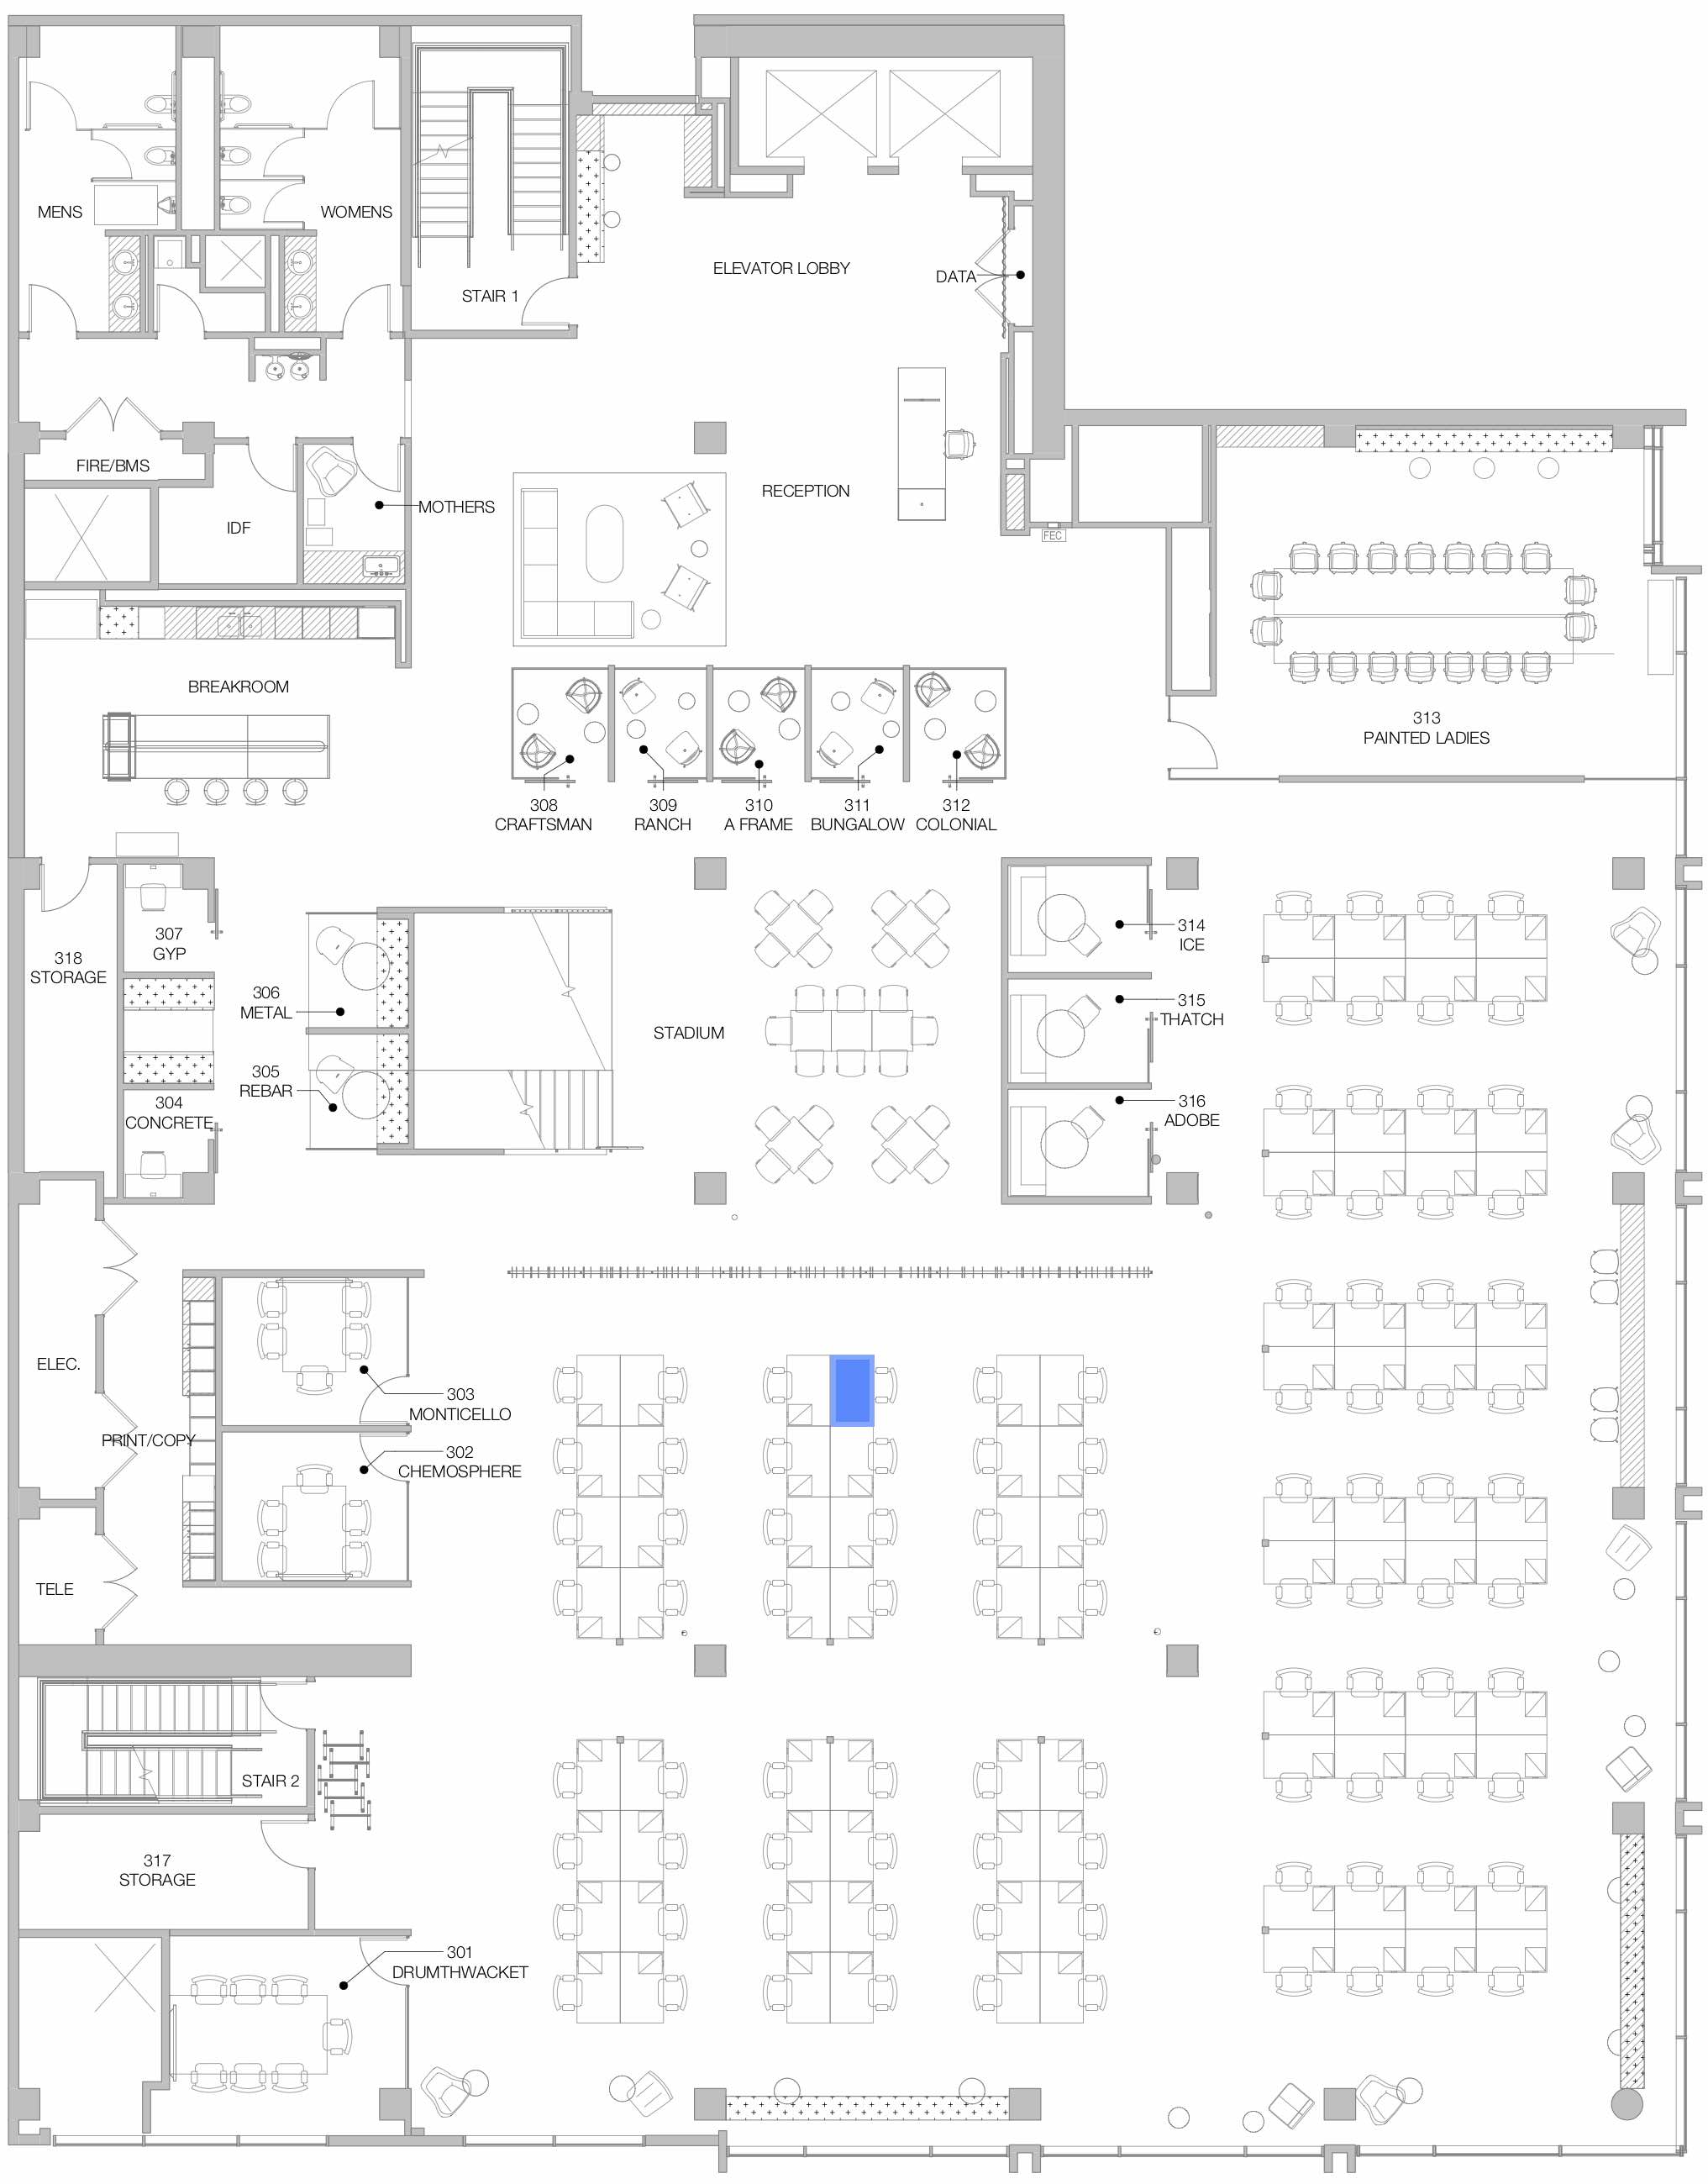 MENS
WOMENS
STAIR 1
ELEVATOR LOBBY
DATA
FIRE/BMS
IDF
MOTHERS
RECEPTION
FEC
BREAKROOM
313
PAINTED LADIES
308
CRAFTSMAN
309
RANCH
310
A FRAME
311
BUNGALOW
312
COLONIAL
307
GYP
318
STORAGE
306
METAL
305
REBAR
304
CONCRETE
STADIUM
314
ICE
315
THATCH
316
ADOBE
ELEC.
303
MONTICELLO
PRINT/COPY
302
CHEMOSPHERE
TELE
STAIR 2
317
STORAGE
301
DRUMTHWACKET